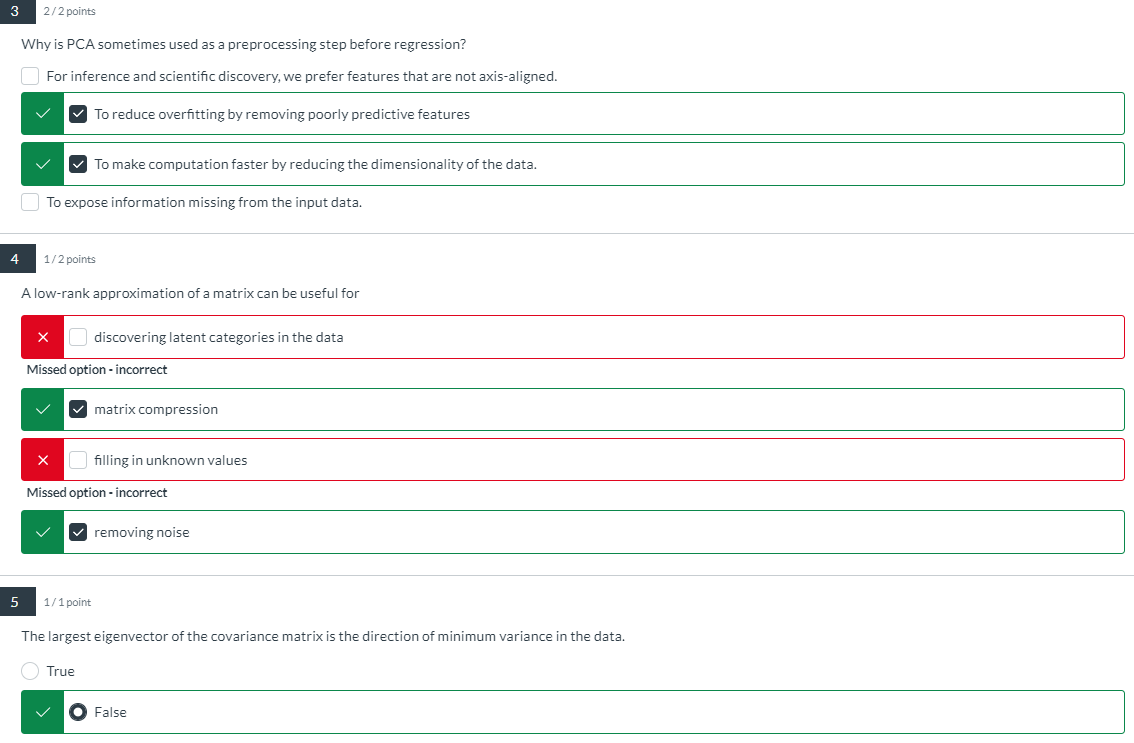 3
2 / 2 points
Why is PCA sometimes used as a preprocessing step before regression?
For inference and scientific discovery, we prefer features that are not axis-aligned.
To reduce overfitting by removing poorly predictive features
To make computation faster by reducing the dimensionality of the data.
To expose information missing from the input data.
4
1 / 2 points
A low-rank approximation of a matrix can be useful for
discovering latent categories in the data
Missed option - incorrect
matrix compression
filling in unknown values
Missed option - incorrect
removing noise
5
1 / 1 point
The largest eigenvector of the covariance matrix is the direction of minimum variance in the data.
True
False